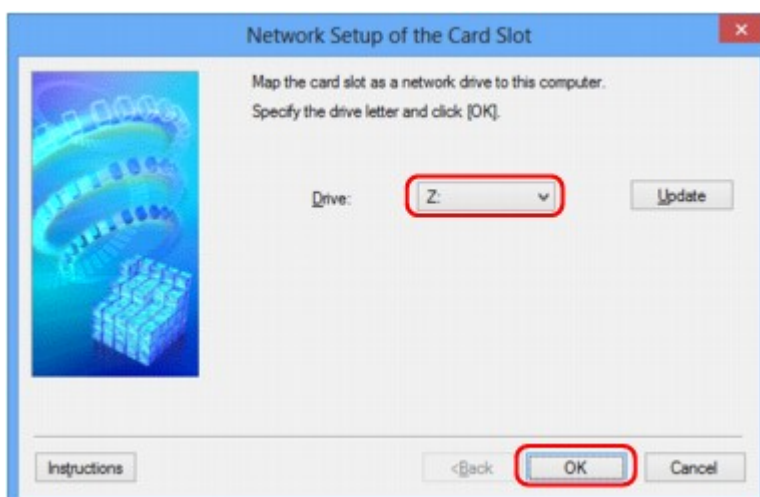 Network Setup of the Card Slot
Map the card slot as a network drive to this computer.
Specify the drive letter and click [OK].
Drive: Z: Update
Instructions <Back OK Cancel